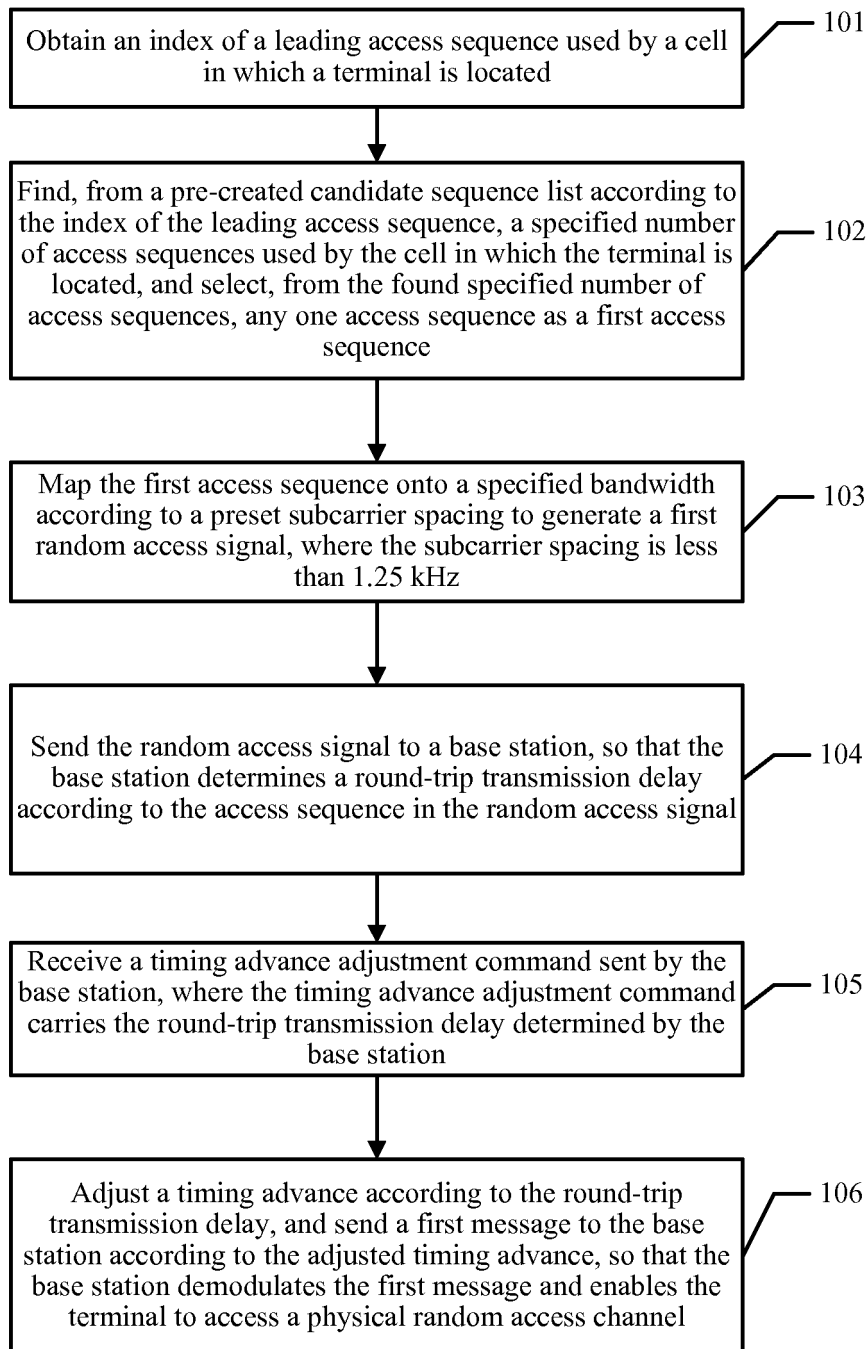 Obtain an index of a leading access sequence used by a cell
in which a terminal is located
101
Find, from a pre-created candidate sequence list according to
the index of the leading access sequence, a specified number
of access sequences used by the cell in which the terminal is
located, and select, from the found specified number of
access sequences, any one access sequence as a first access
sequence
102
Map the first access sequence onto a specified bandwidth
according to a preset subcarrier spacing to generate a first
random access signal, where the subcarrier spacing is less
than 1.25 kHz
103
Send the random access signal to a base station, so that the
base station determines a round-trip transmission delay
according to the access sequence in the random access signal
104
Receive a timing advance adjustment command sent by the
base station, where the timing advance adjustment command
carries the round-trip transmission delay determined by the
base station
105
Adjust a timing advance according to the round-trip
transmission delay, and send a first message to the base
station according to the adjusted timing advance, so that the
base station demodulates the first message and enables the
terminal to access a physical random access channel
106